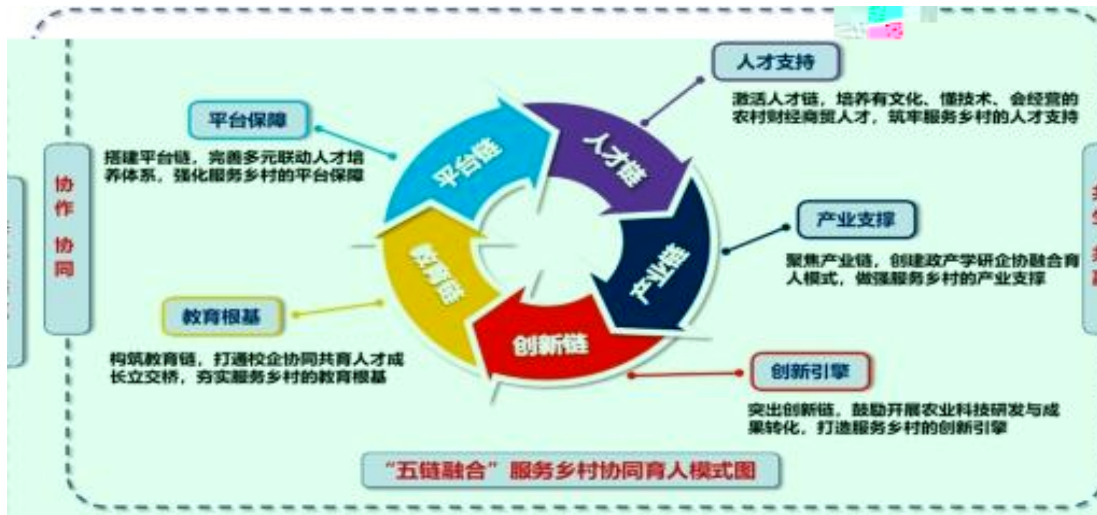 人才支持
激活人才链，培养有文化、懂技术、会经营的
农村财经商贸人才，筑牢服务乡村的人才支持
平台保障
搭建平台链，完善多元联动人才培
养体系，强化服务乡村的平台保障
协作 协同
平台链
人才链
产业链
创新链
教育链
产业支撑
聚焦产业链，创建政产学研企协融合育
人模式，做强服务乡村的产业支撑
教育根基
构筑教育链，打通校企协同共育人才成
长立交桥，夯实服务乡村的教育根基
创新引擎
突出创新链，鼓励开展农业科技研发与成
果转化，打造服务乡村的创新引擎
“五链融合”服务乡村协同育人模式图